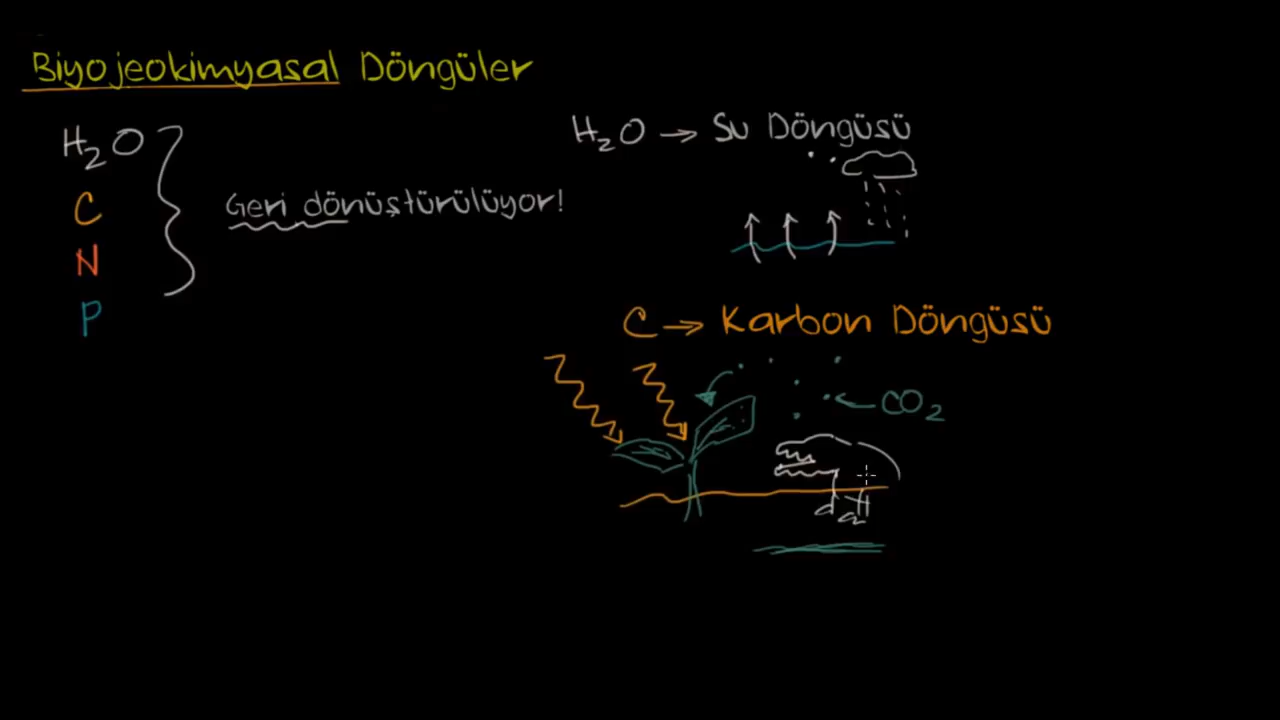 Biyojeokimyasal Döngüler
H₂O
C
N
P
Geri dönüştürülüyor!
H₂O → Su Döngüsü
C → Karbon Döngüsü
CO₂